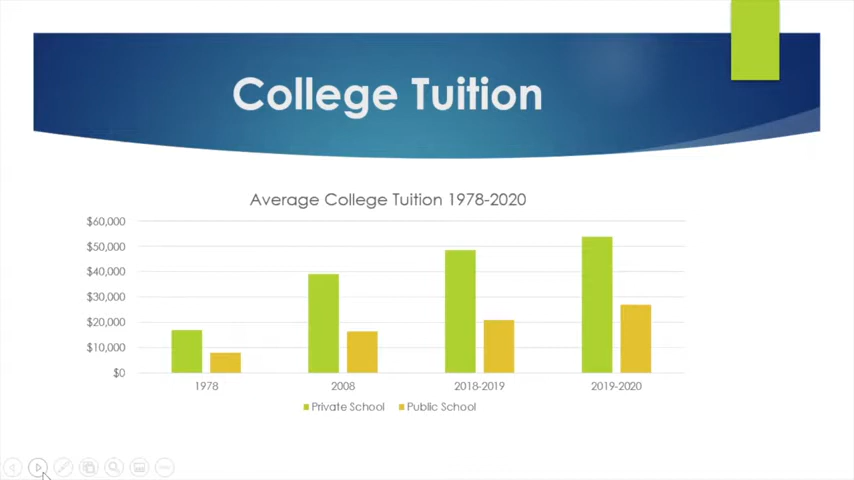 College Tuition
Average College Tuition 1978-2020
$60,000
$50,000
$40,000
$30,000
$20,000
$10,000
$0
1978 2008 2018-2019 2019-2020
Private School Public School